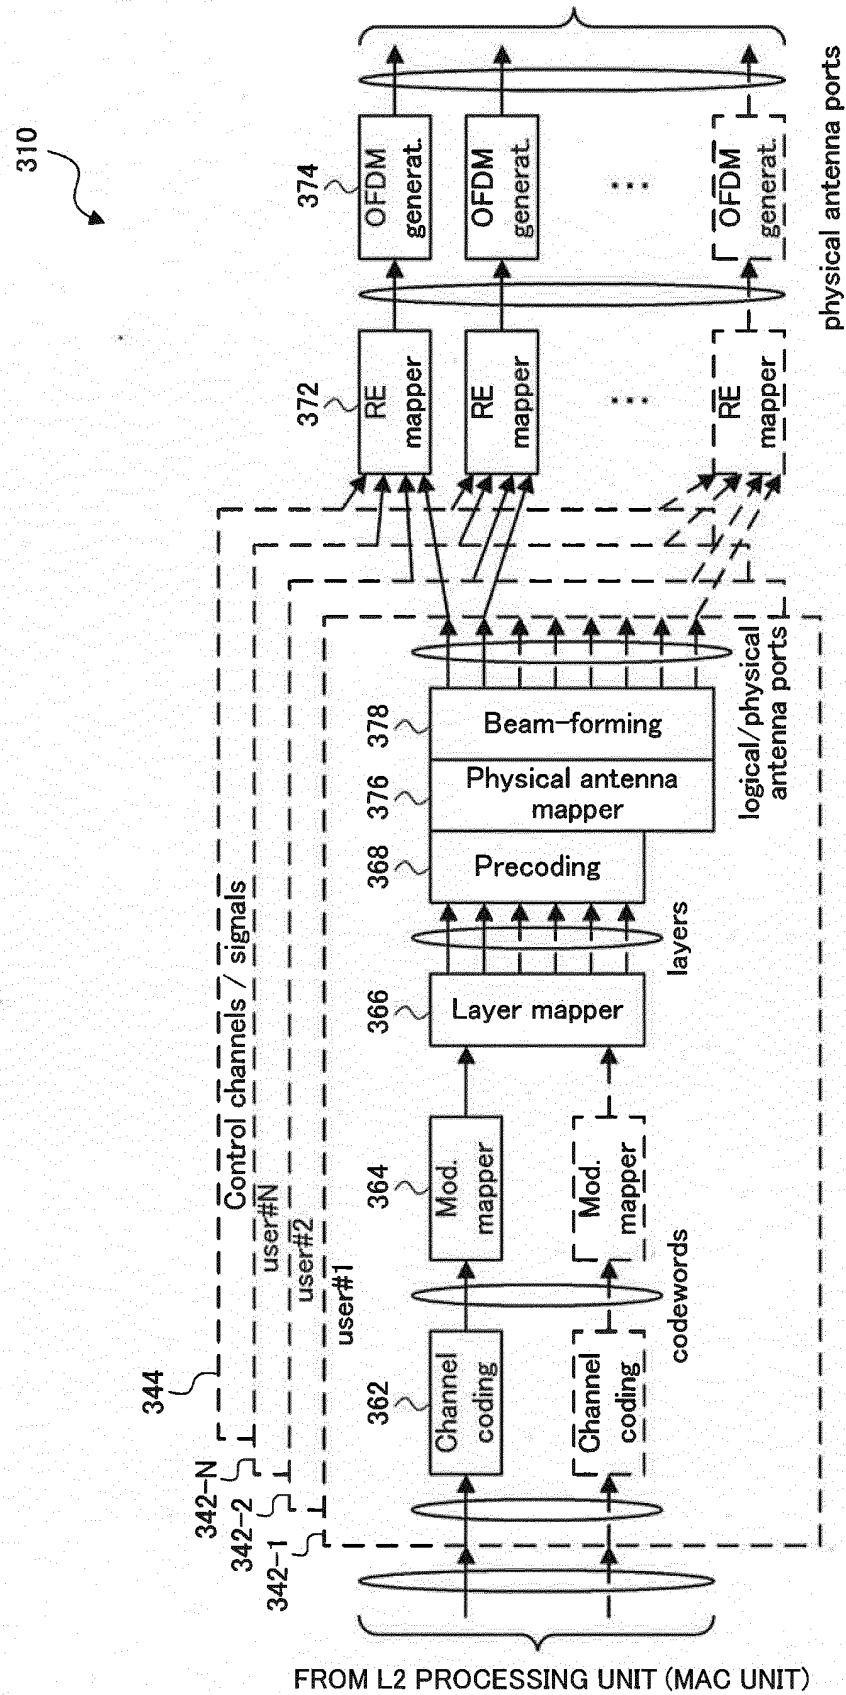 310
344
Control channels / signals
342-N
user#N
342-2
user#2
342-1
user#1
FROM L2 PROCESSING UNIT (MAC UNIT)
362
Channel
coding
Channel
coding
codewords
364
Mod.
mapper
Mod.
mapper
366
Layer mapper
layers
368
Precoding
376
Physical antenna
mapper
378
Beam-forming
logical/physical
antenna ports
372
RE
mapper
RE
mapper
...
RE
mapper
374
OFDM
generat.
OFDM
generat.
...
OFDM
generat.
physical antenna ports